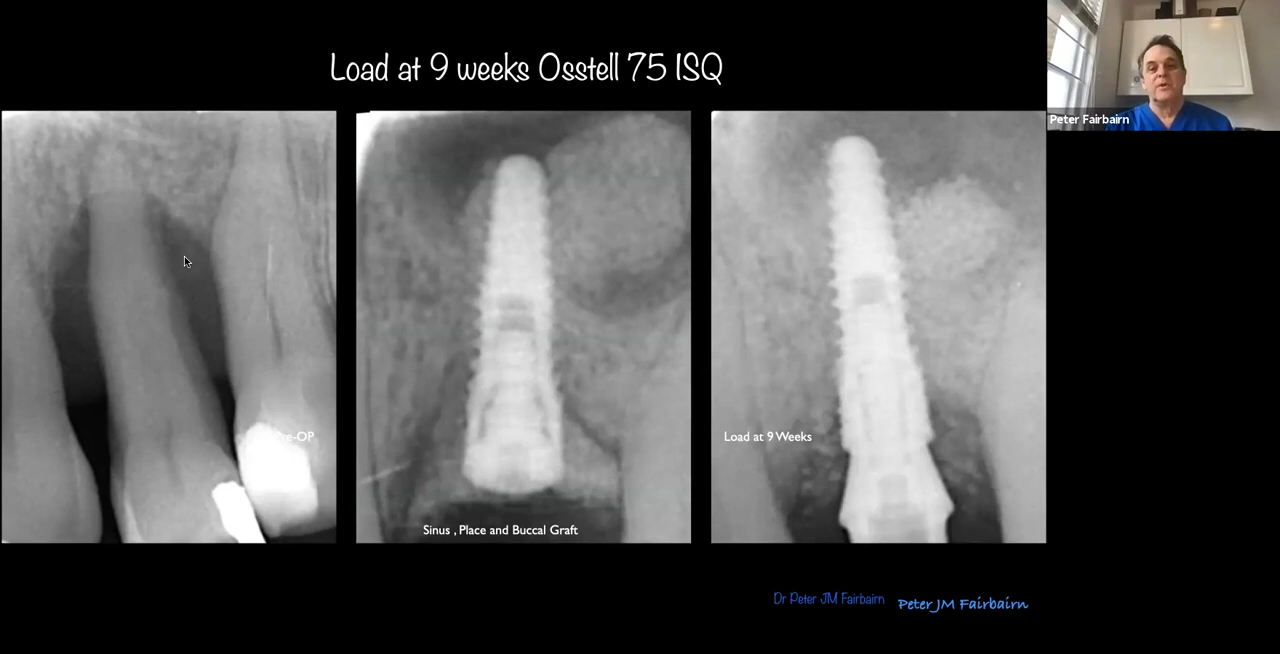 Load at 9 weeks Osstell 75 ISQ
Peter Fairbairn
Pre-OP
Sinus , Place and Buccal Graft
Load at 9 Weeks
Dr Peter JM Fairbairn
Peter JM Fairbairn